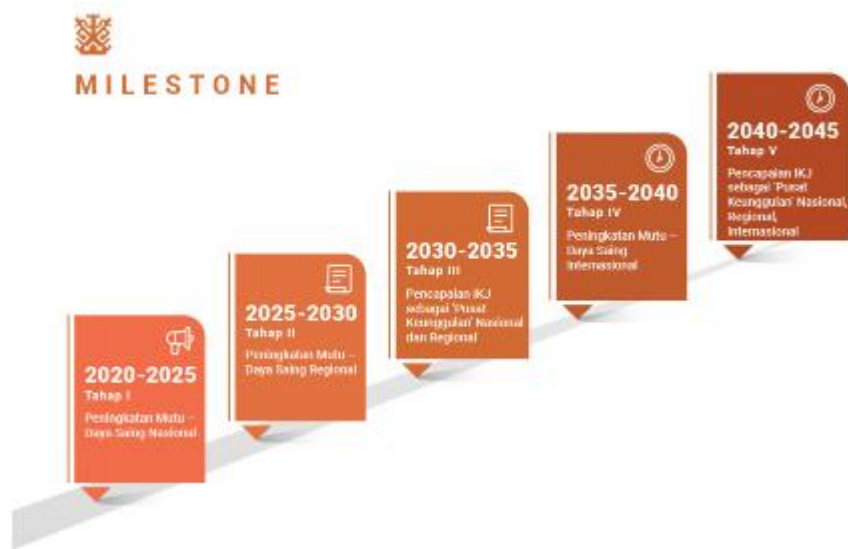 MILESTONE
2020-2025
Tahap I
Peningkatan Mutu –
Daya Saing Nasional
2025-2030
Tahap II
Peningkatan Mutu –
Daya Saing Regional
2030-2035
Tahap III
Pencapaian IKJ
sebagai 'Pusat
Keunggulan' Nasional
dan Regional
2035-2040
Tahap IV
Peningkatan Mutu –
Daya Saing
Internasional
2040-2045
Tahap V
Pencapaian IKJ
sebagai 'Pusat
Keunggulan' Nasional,
Regional,
Internasional